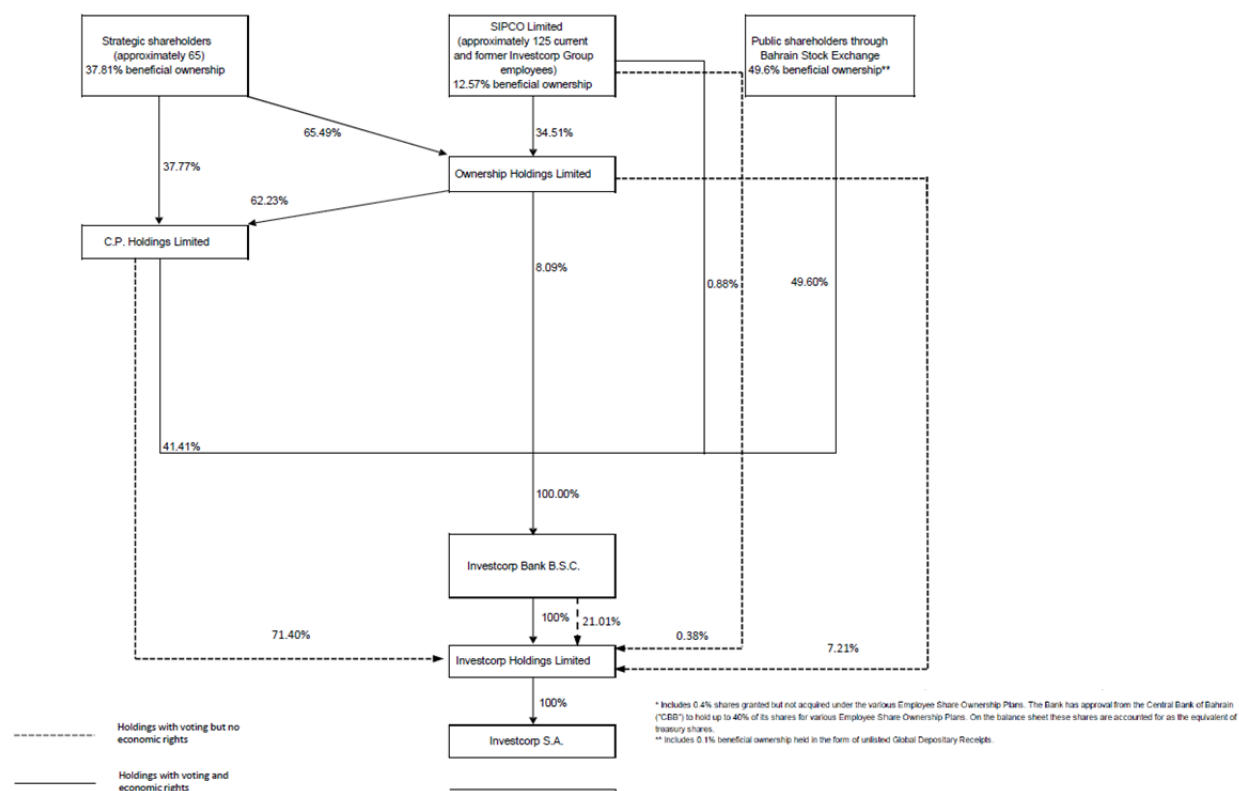 Strategic shareholders
(approximately 65)
37.81% beneficial ownership
SIPCO Limited
(approximately 125 current
and former Investcorp Group
employees)
12.57% beneficial ownership
Public shareholders through
Bahrain Stock Exchange
49.6% beneficial ownership**
65.49%
34.51%
37.77%
Ownership Holdings Limited
62.23%
C.P. Holdings Limited
8.09%
0.88%
49.60%
41.41%
100.00%
Investcorp Bank B.S.C.
100%
21.01%
71.40%
0.38%
7.21%
Investcorp Holdings Limited
100%
Investcorp S.A.
* Includes 0.4% shares granted but not acquired under the various Employee Share Ownership Plans. The Bank has approval from the Central Bank of Bahrain
("CBB") to hold up to 40% of its shares for various Employee Share Ownership Plans. On the balance sheet these shares are accounted for as the equivalent of
treasury shares.
** Includes 0.1% beneficial ownership held in the form of unlisted Global Depositary Receipts.
Holdings with voting but no
economic rights
Holdings with voting and
economic rights